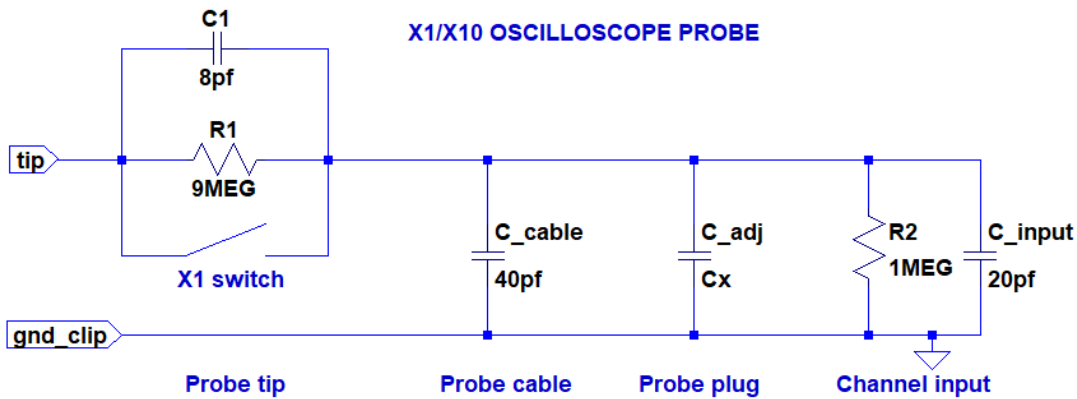 X1/X10 OSCILLOSCOPE PROBE
C1
8pf
R1
9MEG
tip
X1 switch
C_cable
40pf
C_adj
Cx
R2
1MEG
C_input
20pf
gnd_clip
Probe tip
Probe cable
Probe plug
Channel input